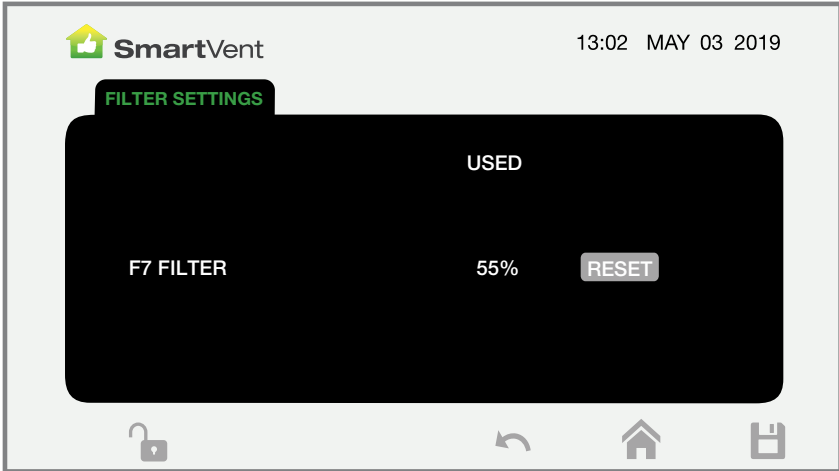 SmartVent
13:02 MAY 03 2019
FILTER SETTINGS
USED
F7 FILTER 55% RESET